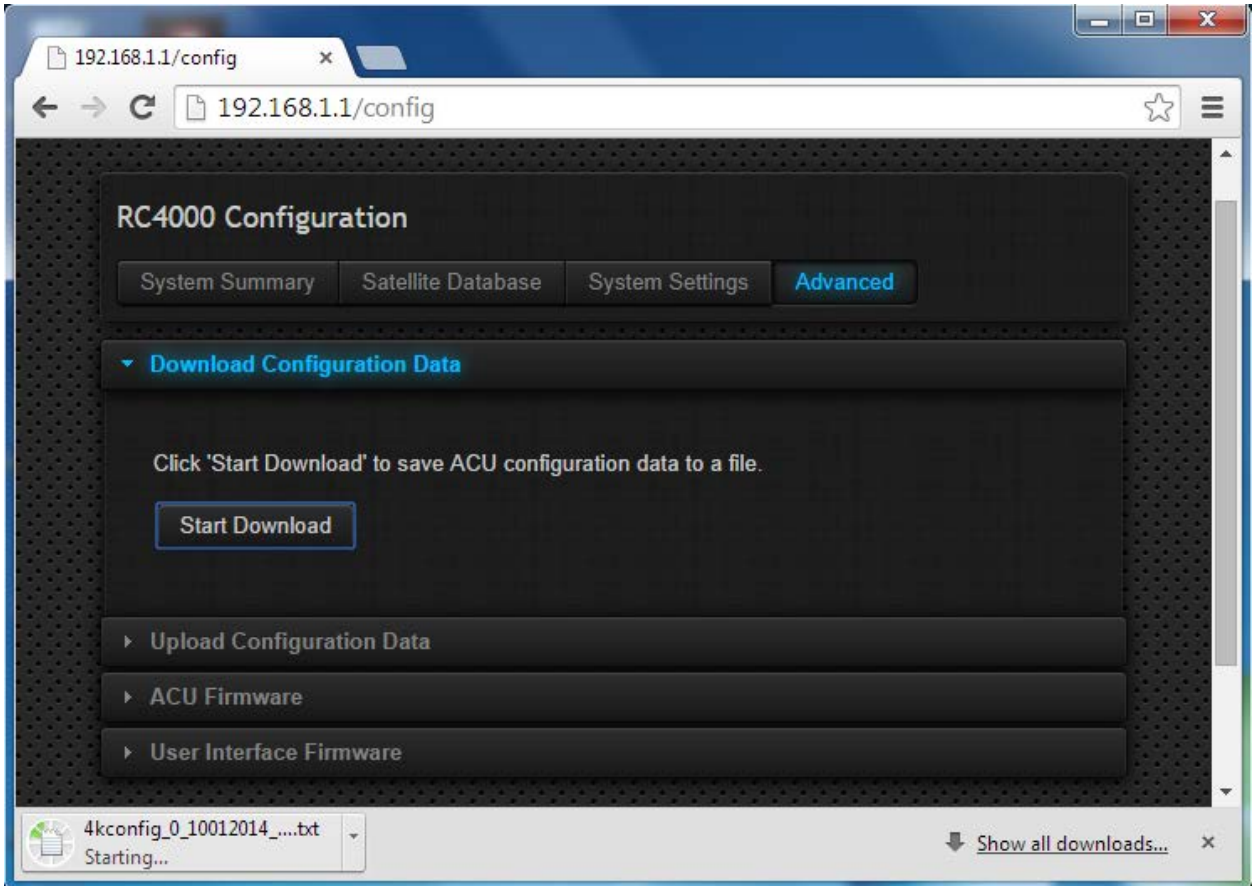 192.168.1.1/config
192.168.1.1/config
RC4000 Configuration
System Summary Satellite Database System Settings Advanced
Download Configuration Data
Click 'Start Download' to save ACU configuration data to a file.
Start Download
Upload Configuration Data
ACU Firmware
User Interface Firmware
4kconfig_0_10012014_....txt
Starting...
Show all downloads...